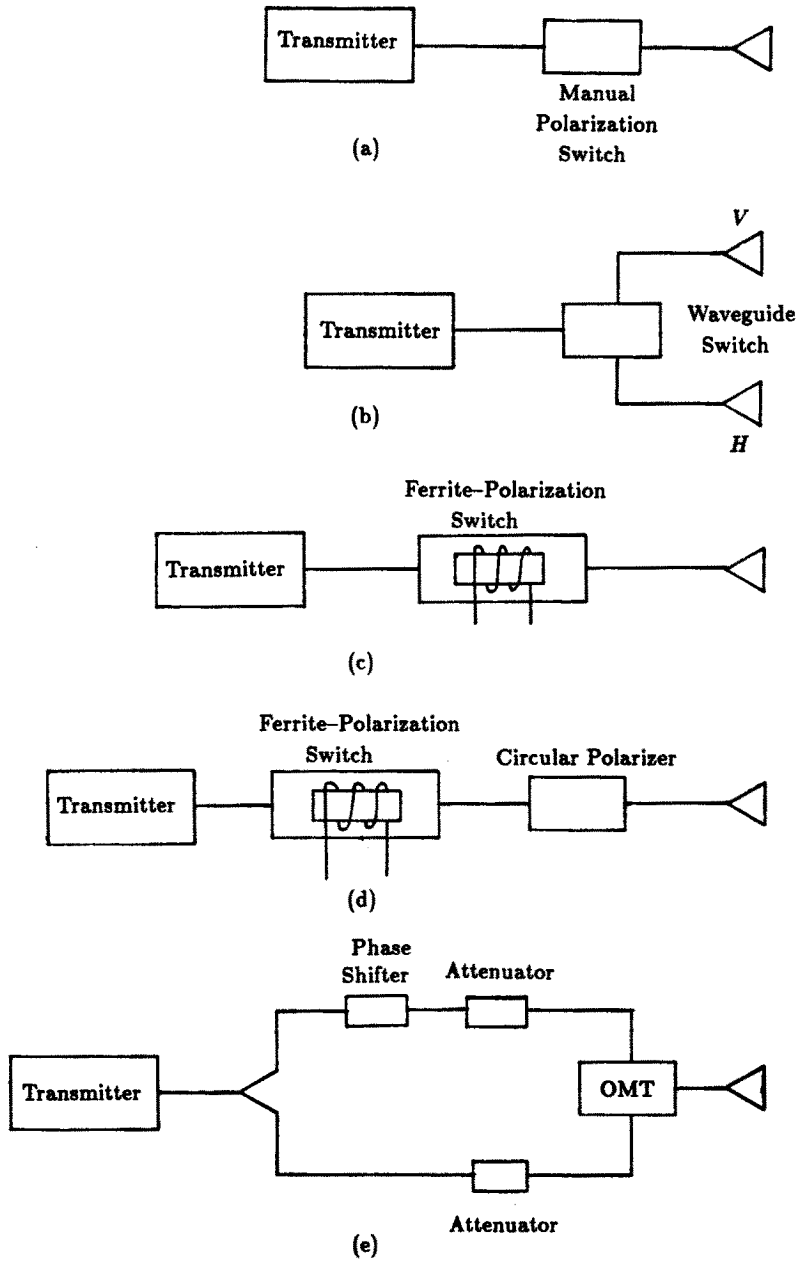 Transmitter
Manual
Polarization
Switch
(a)
V
Transmitter
Waveguide
Switch
H
(b)
Ferrite–Polarization
Switch
Transmitter
(c)
Ferrite–Polarization
Switch
Circular Polarizer
Transmitter
(d)
Phase
Shifter
Attenuator
Transmitter
OMT
Attenuator
(e)